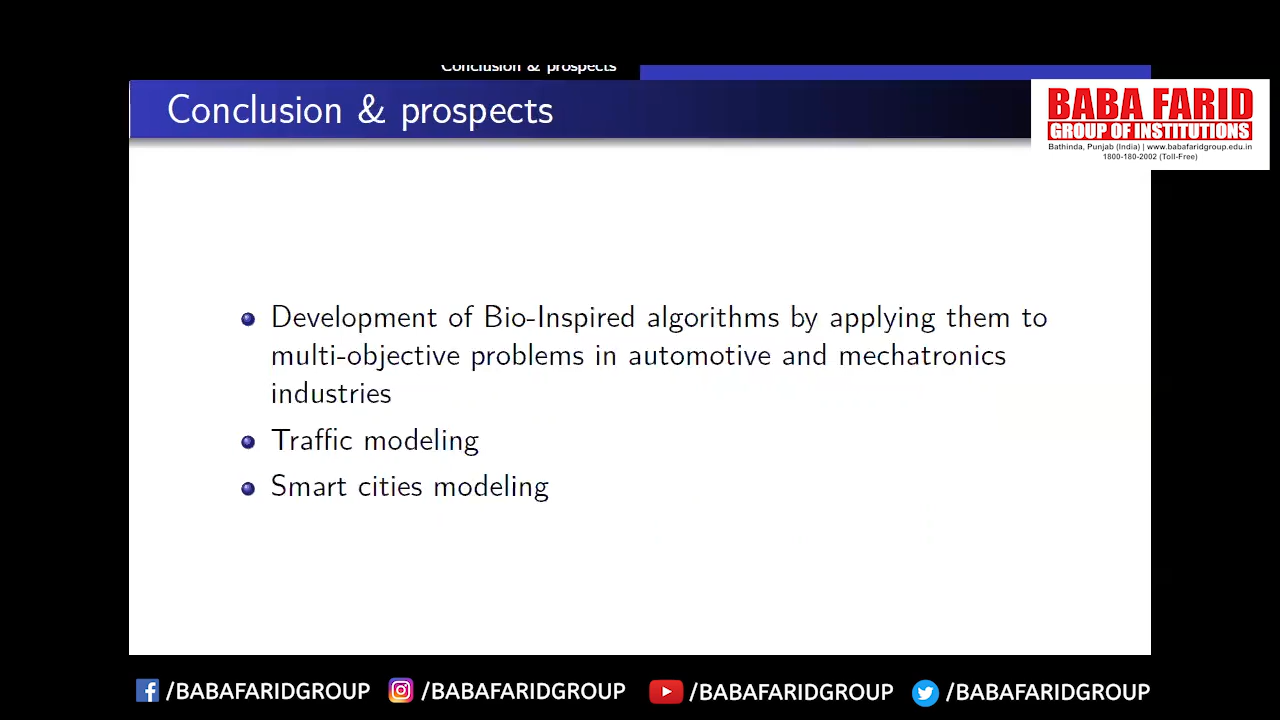 Conclusion & prospects
Conclusion & prospects
BABA FARID
GROUP OF INSTITUTIONS
Bathinda, Punjab (India) | www.babafaridgroup.edu.in
1800-180-2002 (Toll-Free)
Development of Bio-Inspired algorithms by applying them to
multi-objective problems in automotive and mechatronics
industries
Traffic modeling
Smart cities modeling
/BABAFARIDGROUP /BABAFARIDGROUP /BABAFARIDGROUP /BABAFARIDGROUP